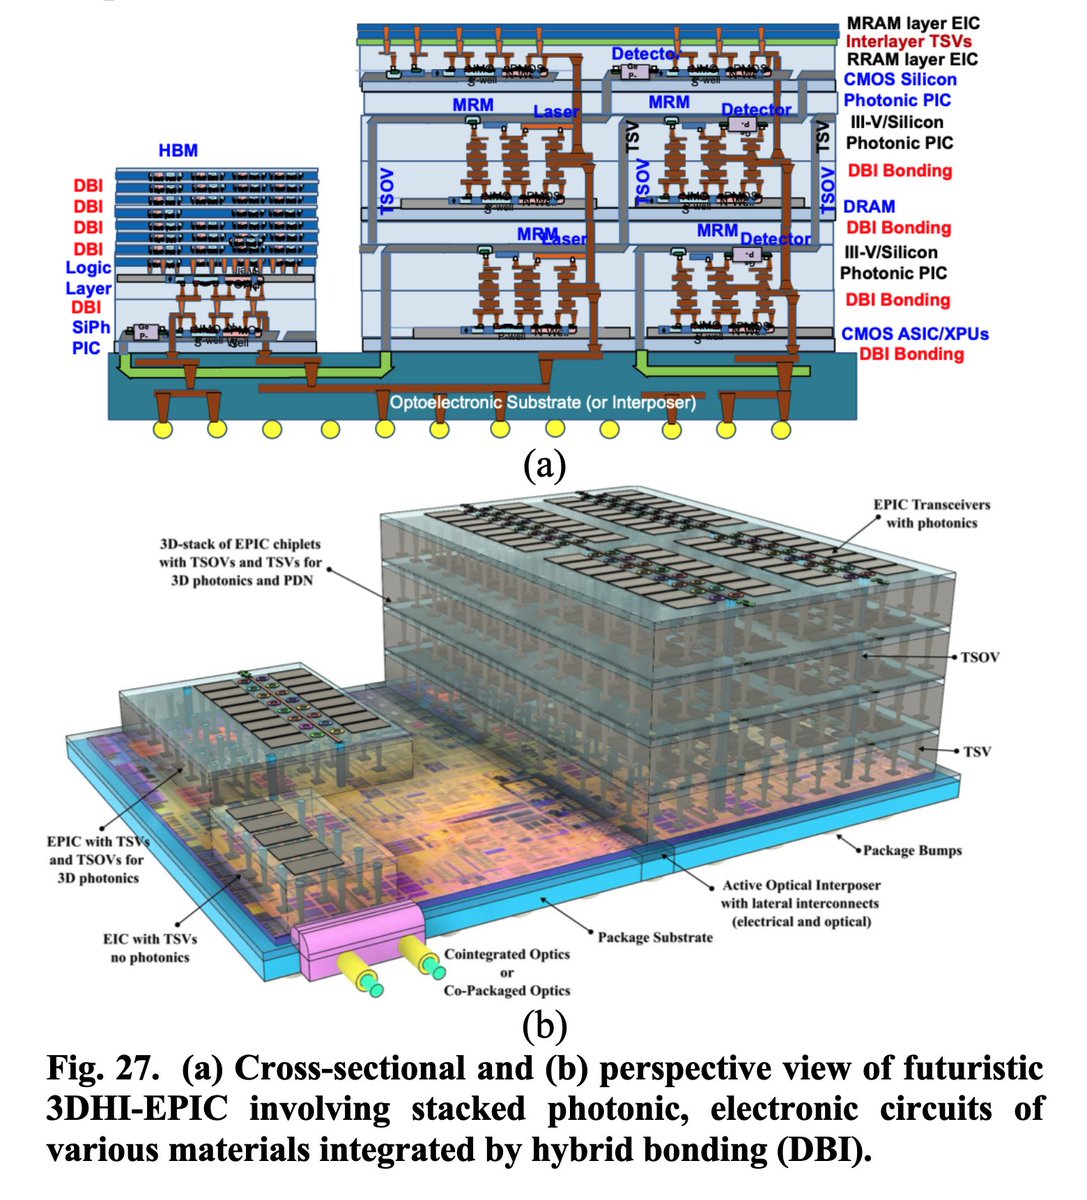 MRAM layer EIC
Interlayer TSVs
RRAM layer EIC
CMOS Silicon
Photonic PIC
III-V/Silicon
Photonic PIC
DBI Bonding
DRAM
DBI Bonding
III-V/Silicon
Photonic PIC
DBI Bonding
CMOS ASIC/XPUs
DBI Bonding
Detector
Ge
P-
MRM
Laser
MRM
Detector
TSV
TSV
TSOV
TSOV
TSOV
MRM
Laser
MRM
Detector
HBM
DBI
DBI
DBI
DBI
Logic
Layer
DBI
SiPh
PIC
Ge
P-
Optoelectronic Substrate (or Interposer)
(a)
EPIC Transceivers
with photonics
3D-stack of EPIC chiplets
with TSOVs and TSVs for
3D photonics and PDN
TSOV
TSV
EPIC with TSVs
and TSOVs for
3D photonics
Package Bumps
Active Optical Interposer
with lateral interconnects
(electrical and optical)
EIC with TSVs
no photonics
Package Substrate
Cointegrated Optics
or
Co-Packaged Optics
(b)
Fig. 27. (a) Cross-sectional and (b) perspective view of futuristic
3DHI-EPIC involving stacked photonic, electronic circuits of
various materials integrated by hybrid bonding (DBI).